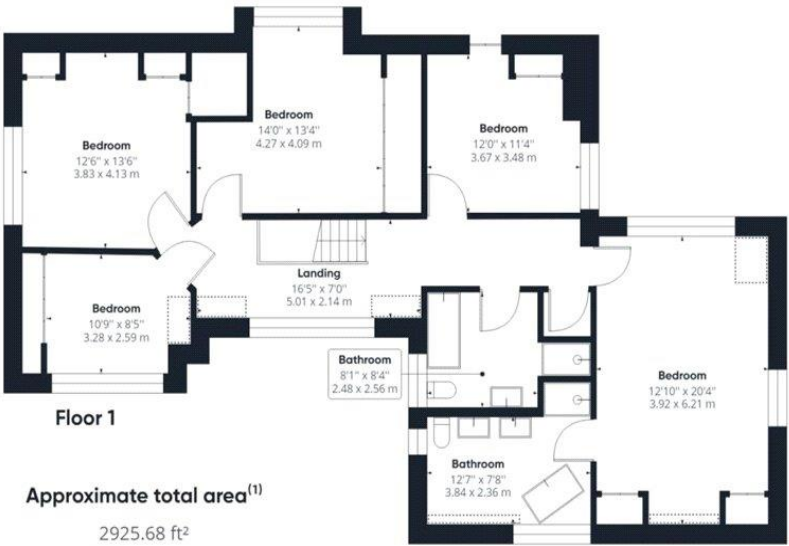 Bedroom
14'0" x 13'4"
4.27 x 4.09 m
Bedroom
12'0" x 11'4"
3.67 x 3.48 m
Bedroom
12'6" x 13'6"
3.83 x 4.13 m
Landing
16'5" x 7'0"
5.01 x 2.14 m
Bedroom
10'9" x 8'5"
3.28 x 2.59 m
Bathroom
8'1" x 8'4"
2.48 x 2.56 m
Bedroom
12'10" x 20'4"
3.92 x 6.21 m
Floor 1
Bathroom
12'7" x 7'8"
3.84 x 2.36 m
Approximate total area(1)
2925.68 ft²